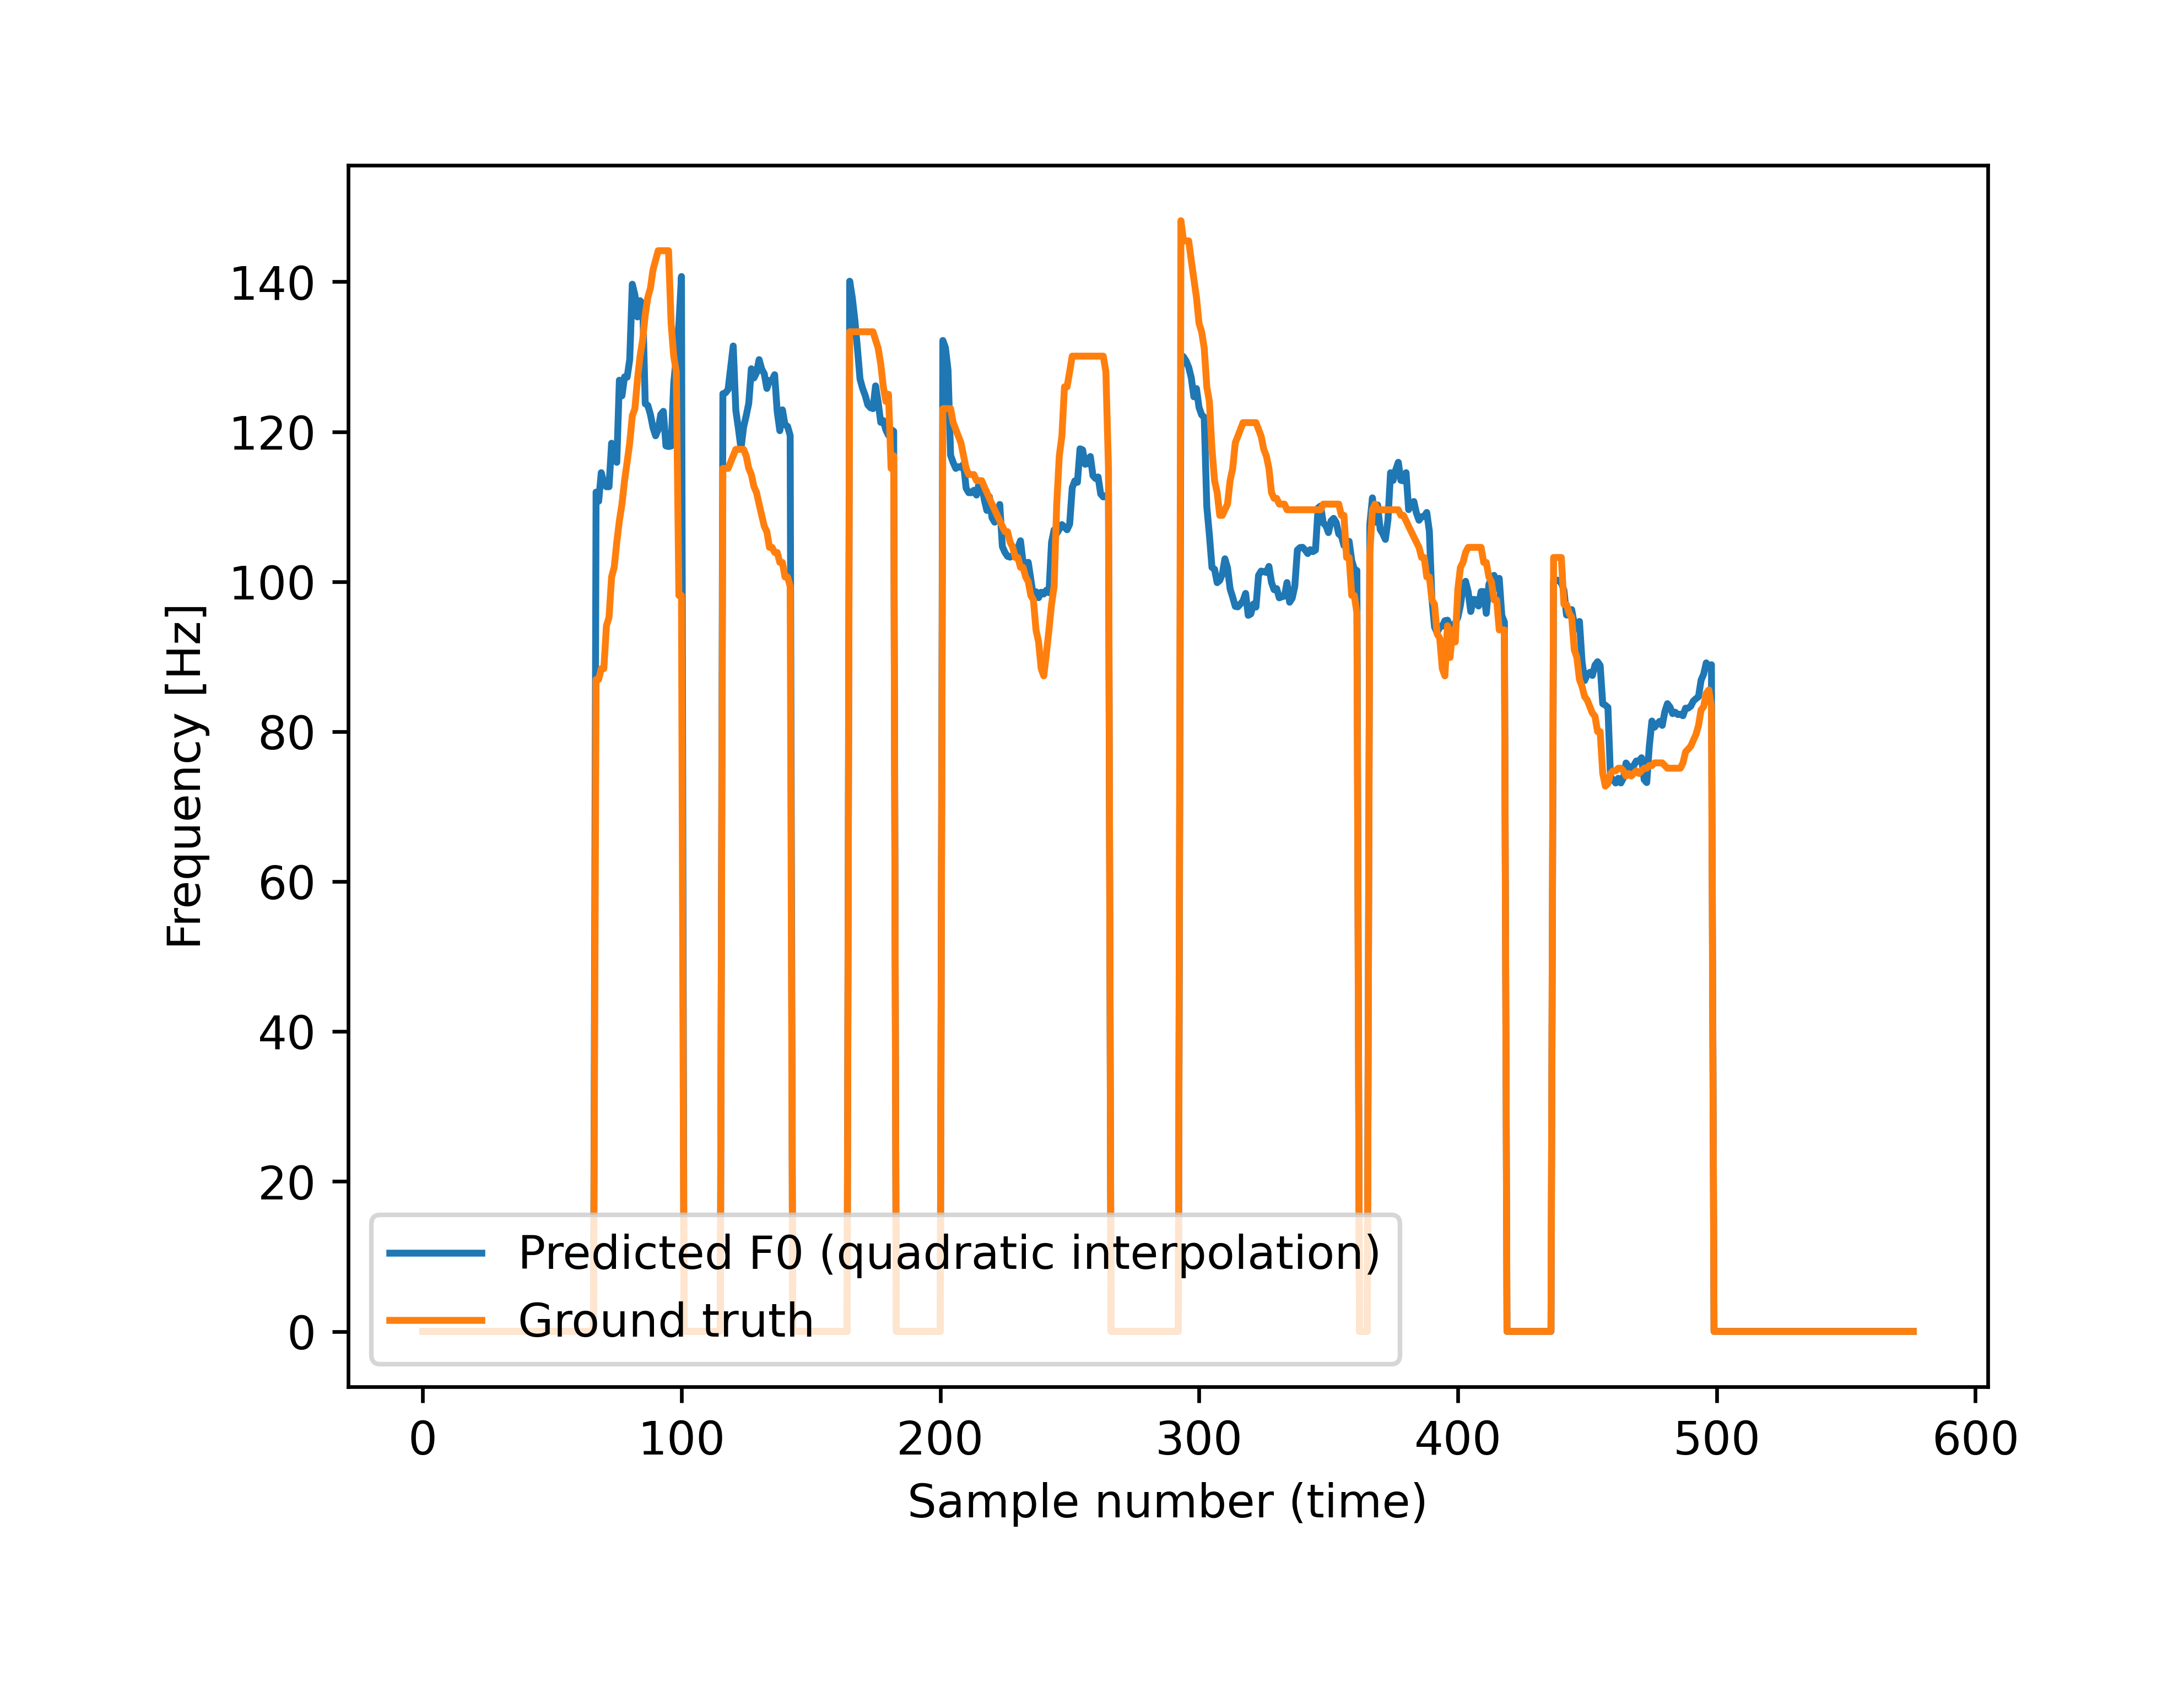 140
120
100
80
60
40
20
0
Frequency [Hz]
Predicted F0 (quadratic interpolation)
Ground truth
0 100 200 300 400 500 600
Sample number (time)